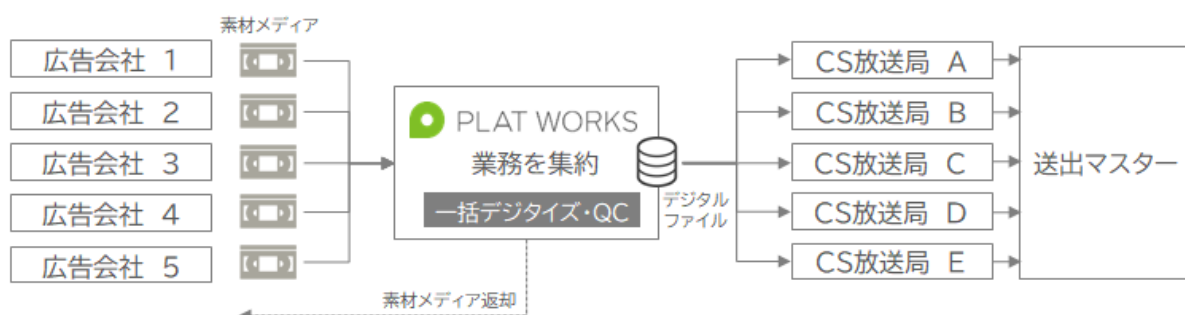 素材メディア
広告会社 1
広告会社 2
広告会社 3
広告会社 4
広告会社 5
PLAT WORKS
業務を集約
一括デジタイズ・QC
デジタル
ファイル
素材メディア返却
CS放送局 A
CS放送局 B
CS放送局 C
CS放送局 D
CS放送局 E
送出マスター